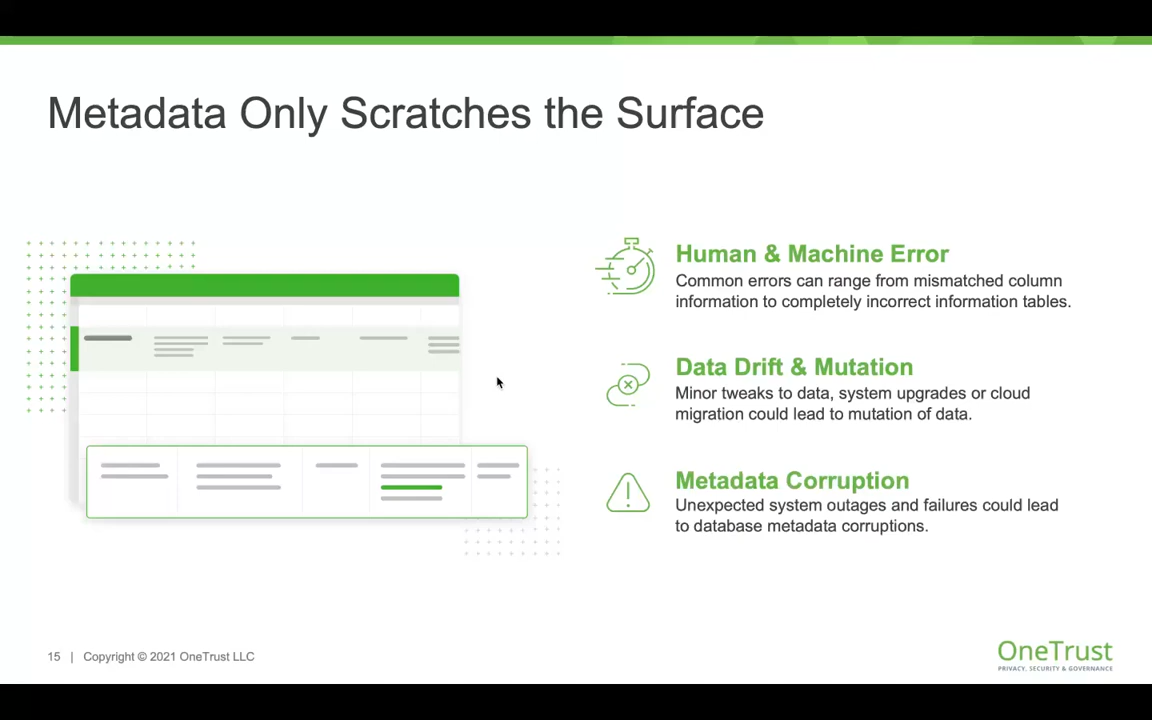 Metadata Only Scratches the Surface
Human & Machine Error
Common errors can range from mismatched column
information to completely incorrect information tables.
Data Drift & Mutation
Minor tweaks to data, system upgrades or cloud
migration could lead to mutation of data.
Metadata Corruption
Unexpected system outages and failures could lead
to database metadata corruptions.
15 | Copyright © 2021 OneTrust LLC
OneTrust
PRIVACY, SECURITY & GOVERNANCE